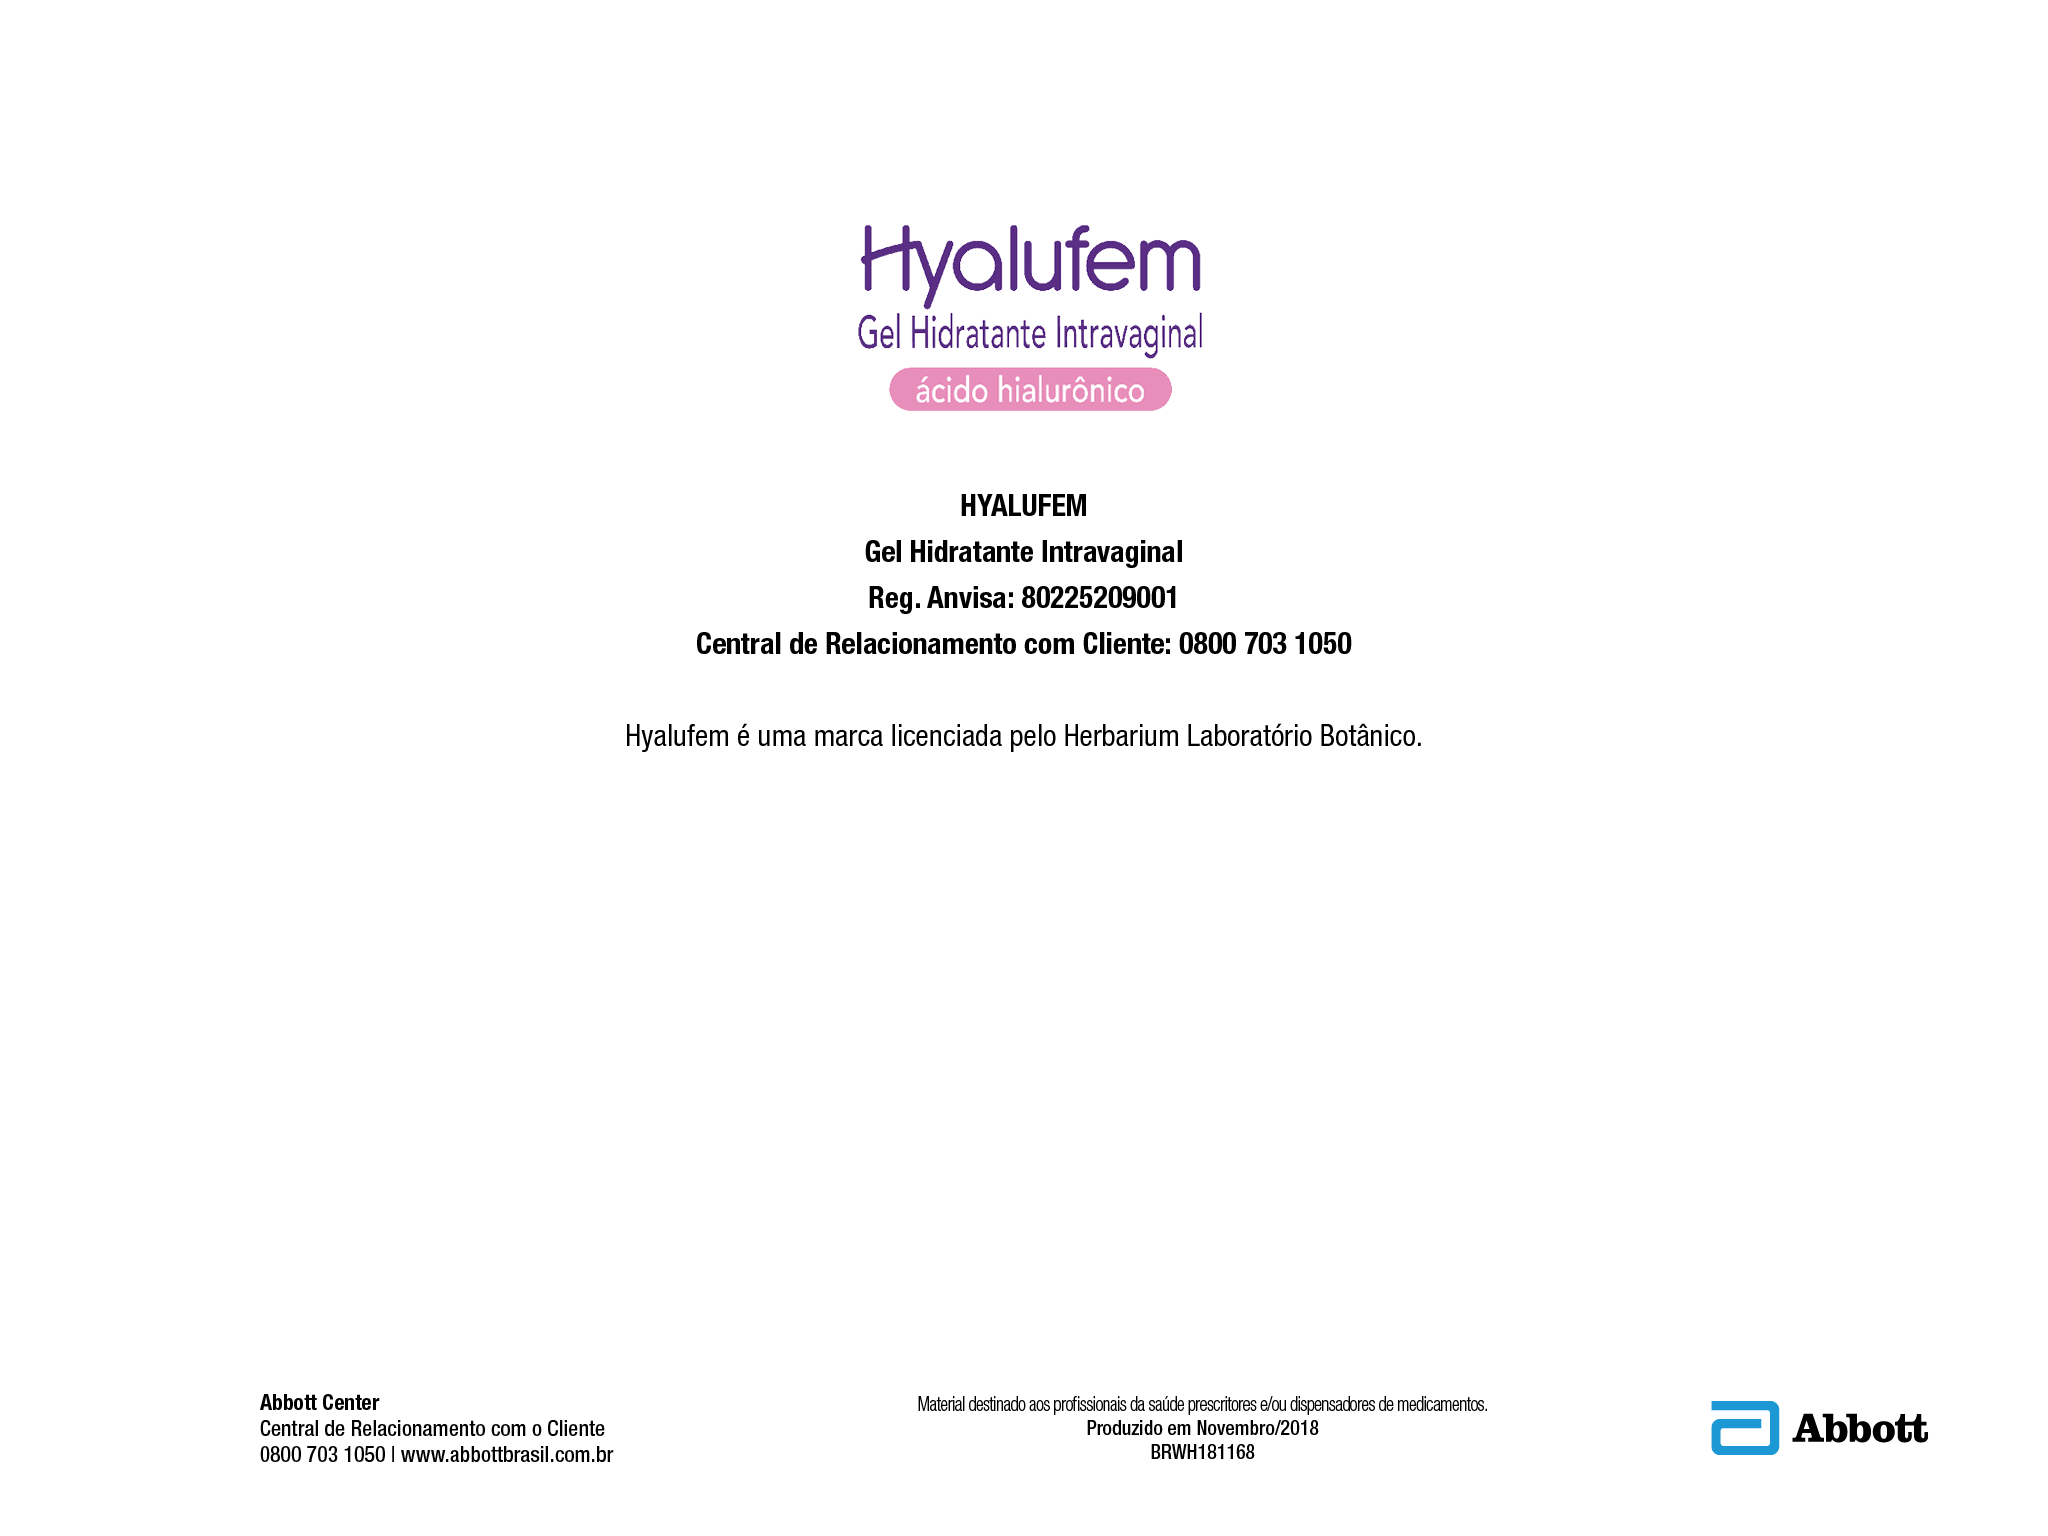 Hyalufem
Gel Hidratante Intravaginal
ácido hialurônico
HYALUFEM
Gel Hidratante Intravaginal
Reg. Anvisa: 80225209001
Central de Relacionamento com Cliente: 0800 703 1050
Hyalufem é uma marca licenciada pelo Herbarium Laboratório Botânico.
Abbott Center
Central de Relacionamento com o Cliente
0800 703 1050 | www.abbottbrasil.com.br
Material destinado aos profissionais da saúde prescritores e/ou dispensadores de medicamentos.
Produzido em Novembro/2018
BRWH181168
Abbott